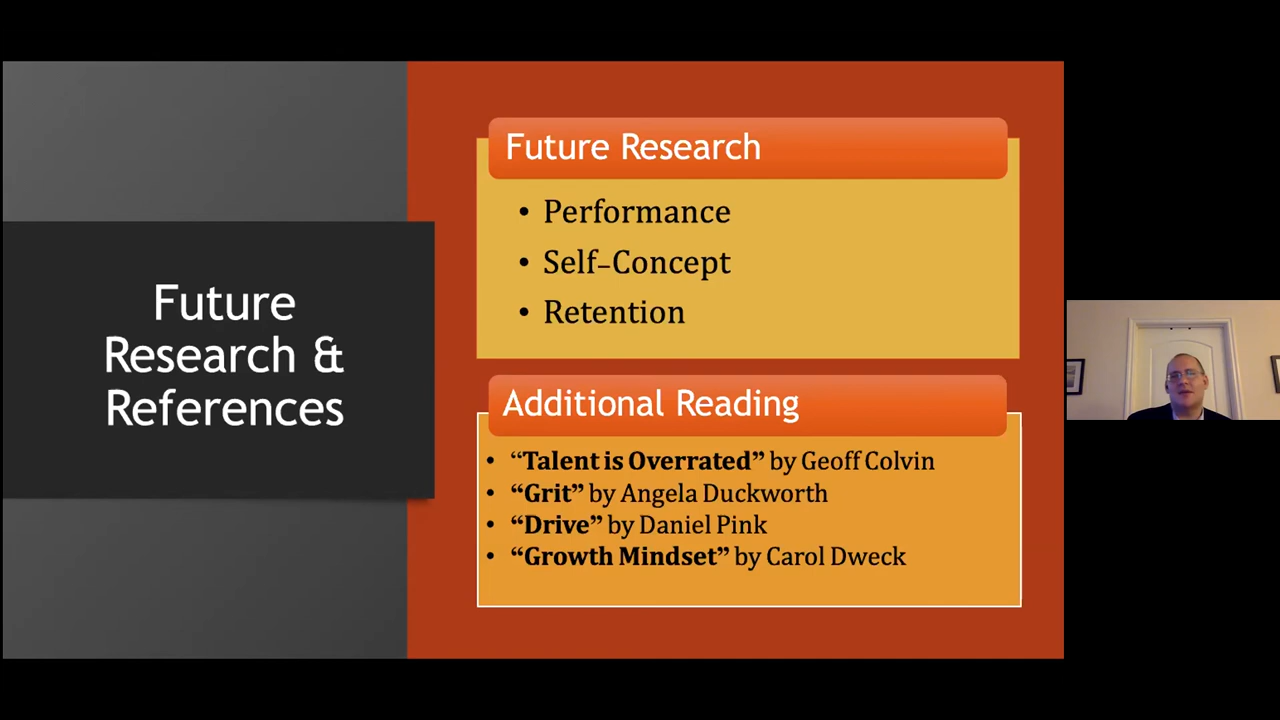 Future
Research &
References
Future Research
• Performance
• Self–Concept
• Retention
Additional Reading
• “Talent is Overrated” by Geoff Colvin
• “Grit” by Angela Duckworth
• “Drive” by Daniel Pink
• “Growth Mindset” by Carol Dweck